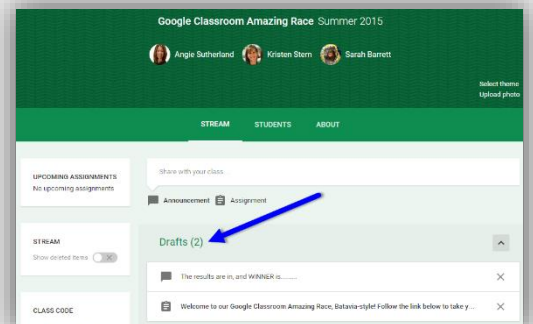 Google Classroom Amazing Race Summer 2015
Angie Sutherland Kristen Stern Sarah Barrett
Select theme
Upload photo
STREAM STUDENTS ABOUT
UPCOMING ASSIGNMENTS
No upcoming assignments
Share with your class...
Announcement Assignment
STREAM
Show deleted items
Drafts (2)
The results are in, and WINNER is.........
CLASS CODE
Welcome to our Google Classroom Amazing Race, Batavia-style! Follow the link below to take y...